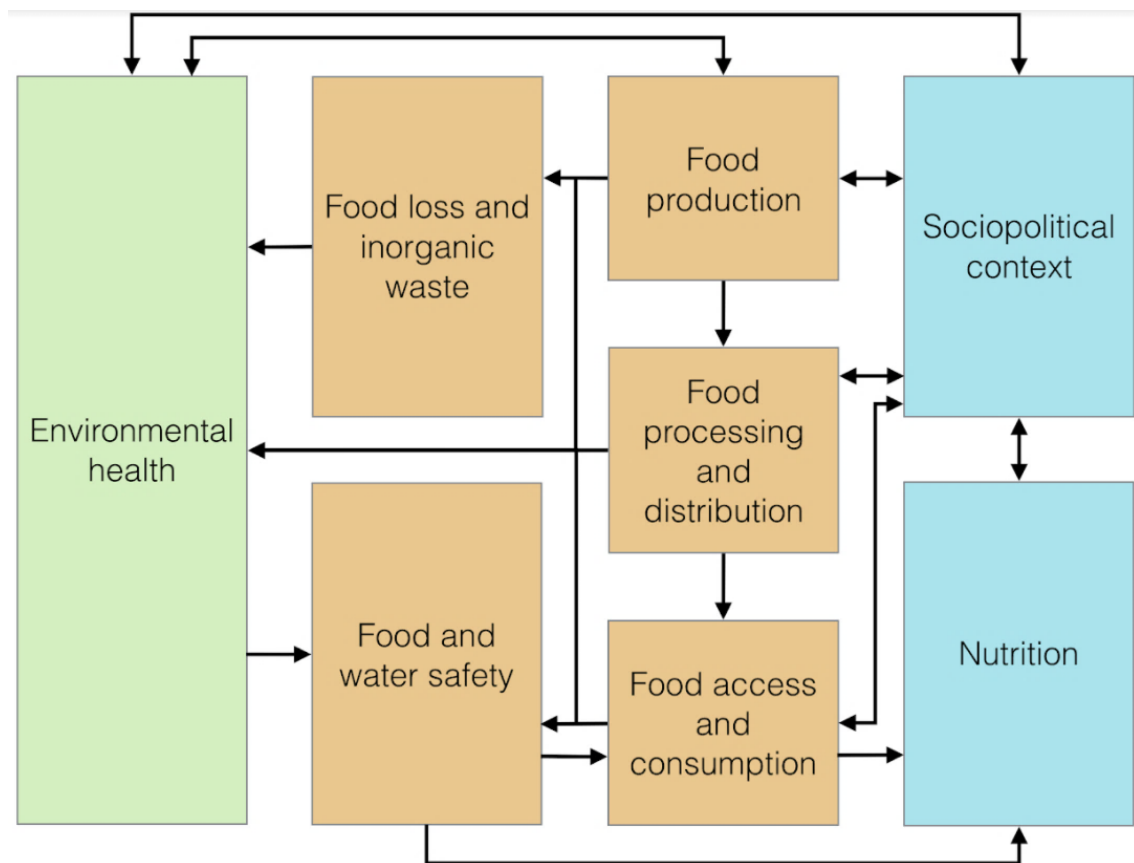 Environmental
health
Food loss and
inorganic
waste
Food and
water safety
Food
production
Food
processing
and
distribution
Food access
and
consumption
Sociopolitical
context
Nutrition